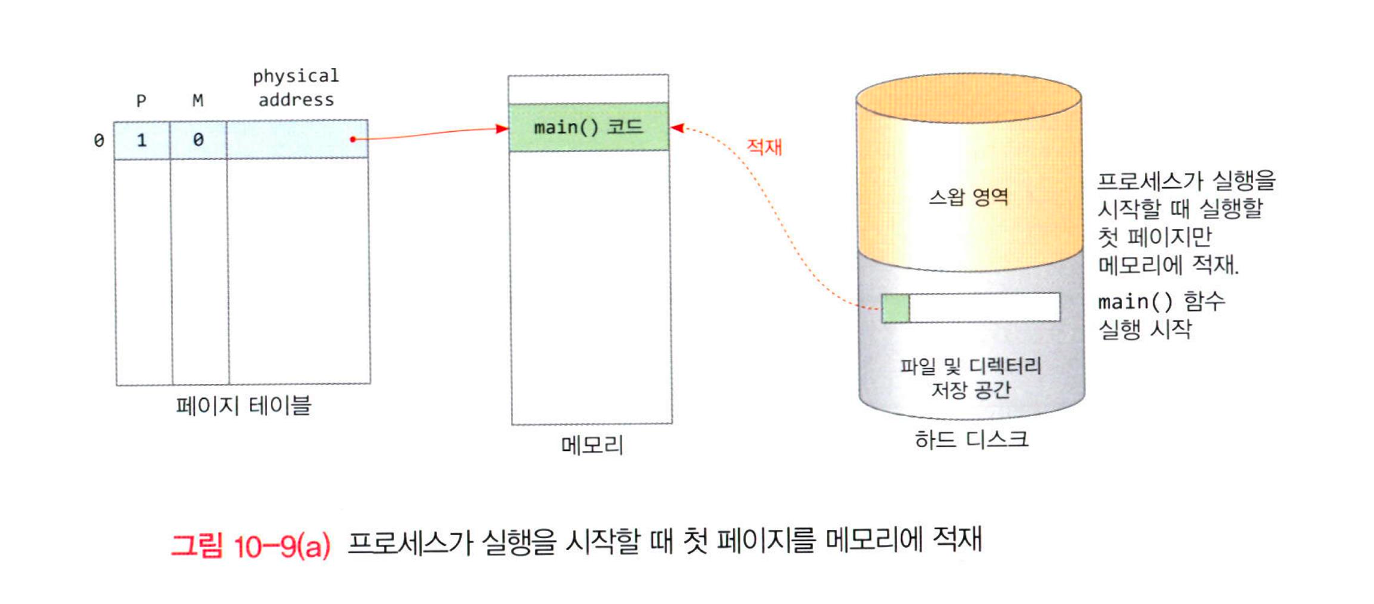 physical
P M address
0 1 0
페이지 테이블
main() 코드
메모리
적재
스왑 영역
파일 및 디렉터리
저장 공간
하드 디스크
프로세스가 실행을
시작할 때 실행할
첫 페이지만
메모리에 적재.
main() 함수
실행 시작
그림 10-9(a) 프로세스가 실행을 시작할 때 첫 페이지를 메모리에 적재